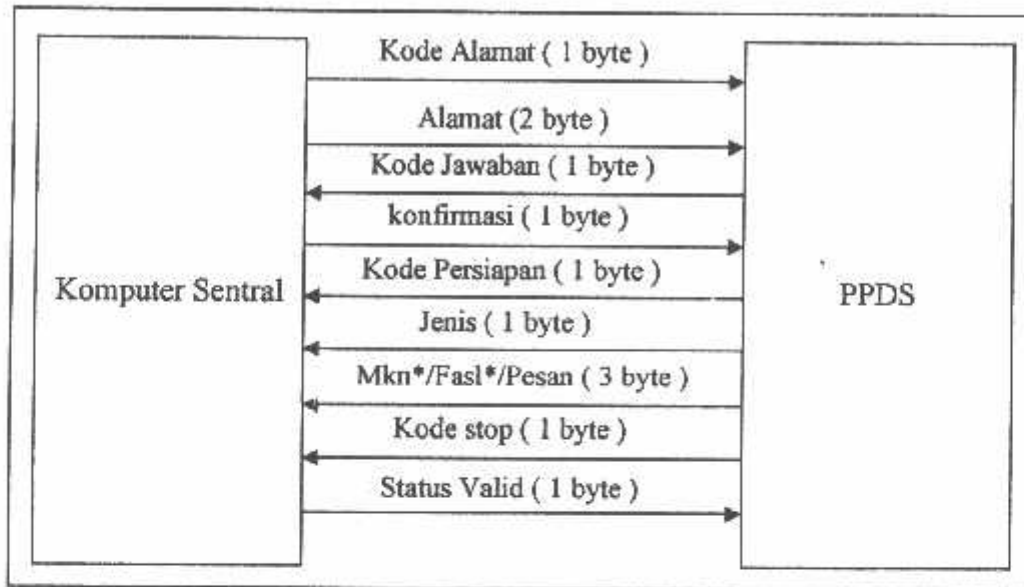 Kode Alamat ( 1 byte )
Alamat (2 byte )
Kode Jawaban ( 1 byte )
konfirmasi ( 1 byte )
Kode Persiapan ( 1 byte )
Jenis ( 1 byte )
Mkn*/Fasl*/Pesan ( 3 byte )
Kode stop ( 1 byte )
Status Valid ( 1 byte )
Komputer Sentral
PPDS